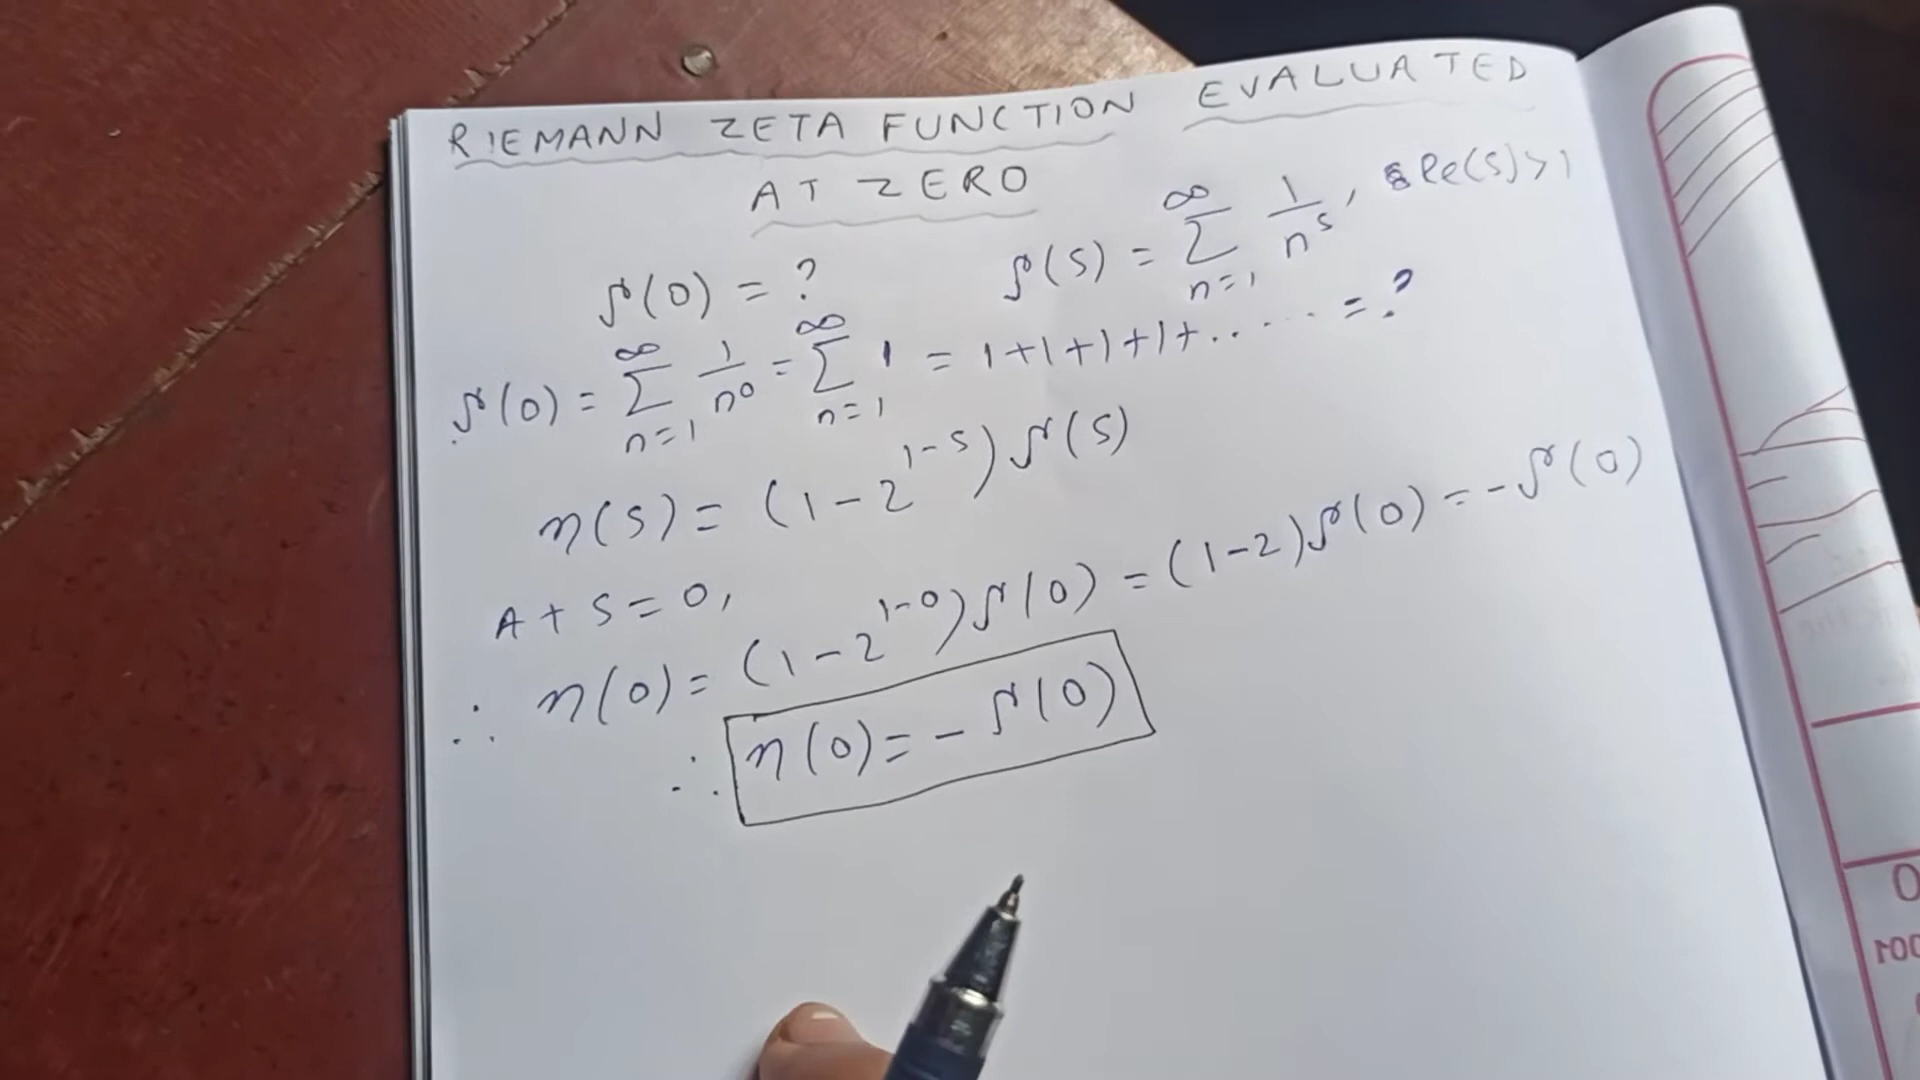 RIEMANN ZETA FUNCTION EVALUATED
AT ZERO
ζ(0) = ?
ζ(s) = ∑_{n=1}^{∞} 1/n^s, Re(s)>1
ζ(0) = ∑_{n=1}^{∞} 1/n^0 = ∑_{n=1}^{∞} 1 = 1+1+1+1+....... = ?
η(s) = (1-2^{1-s}) ζ(s)
At s=0,
∴ η(0) = (1-2^{1-0}) ζ(0) = (1-2) ζ(0) = -ζ(0)
∴ η(0) = - ζ(0)